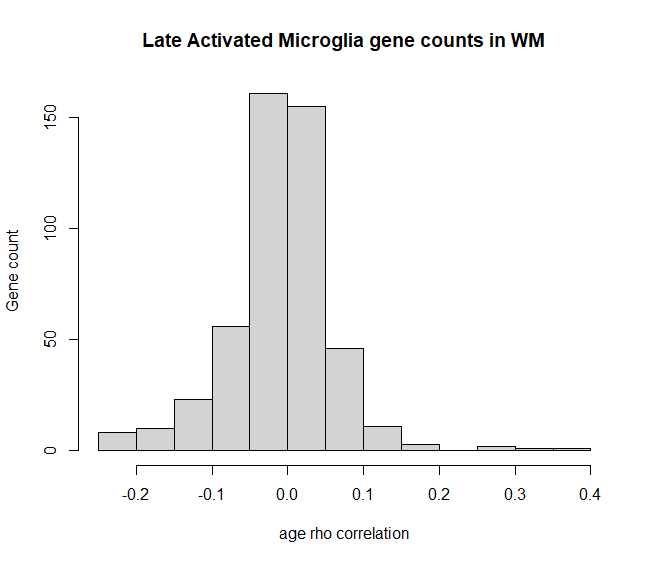 Late Activated Microglia gene counts in WM
Gene count
150
100
50
0
-0.2 -0.1 0.0 0.1 0.2 0.3 0.4
age rho correlation